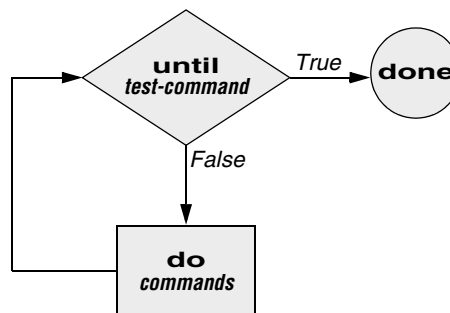 until
test-command
True
done
False
do
commands